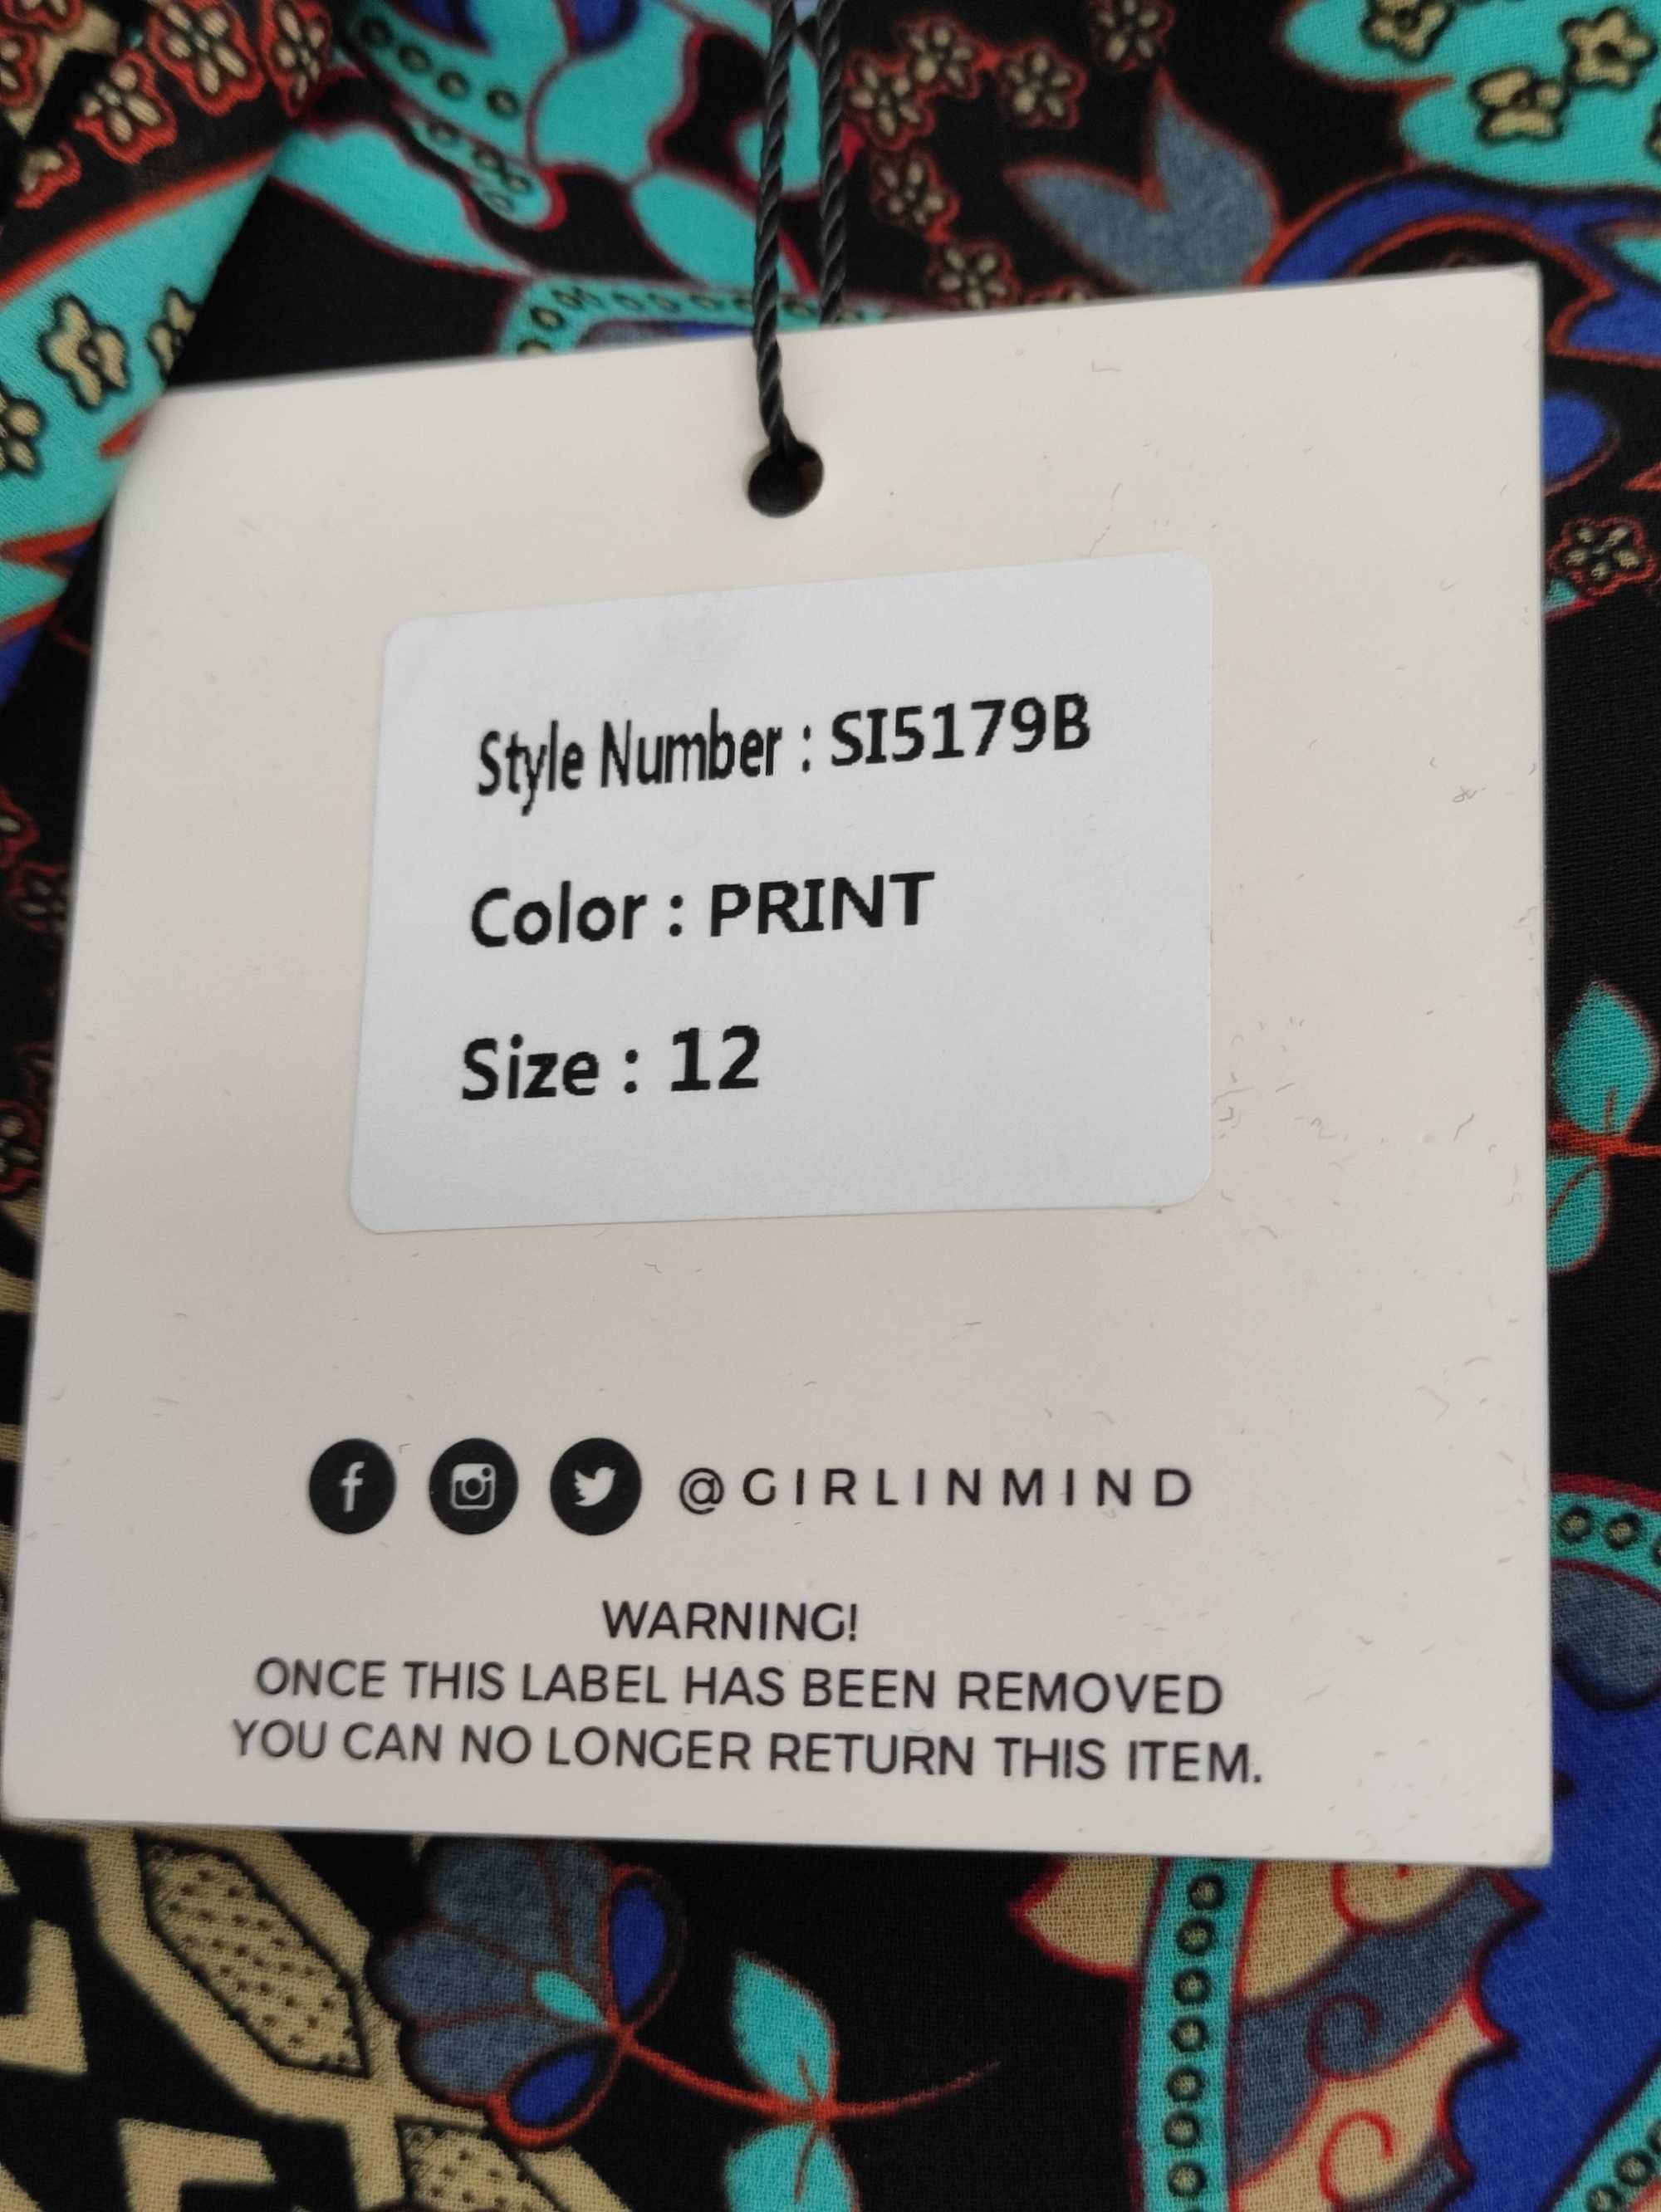 Style Number : SI5179B
Color : PRINT
Size : 12
@GIRLINMIND
WARNING!
ONCE THIS LABEL HAS BEEN REMOVED
YOU CAN NO LONGER RETURN THIS ITEM.